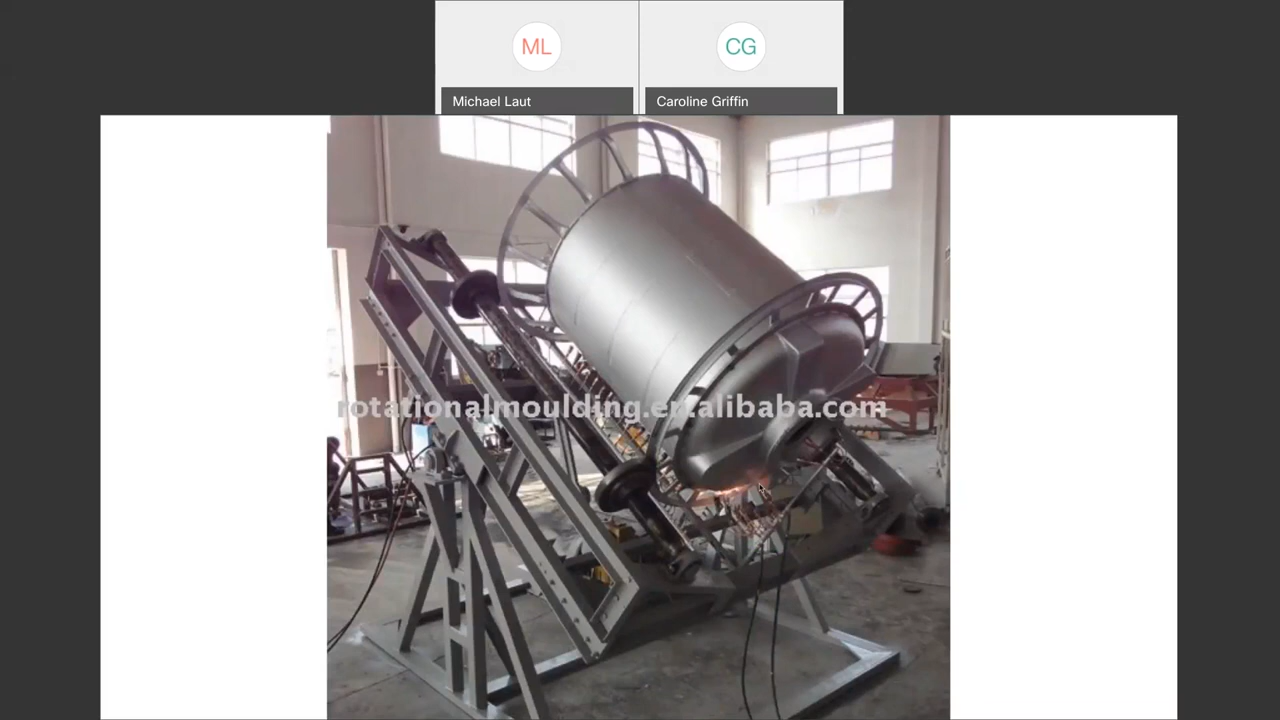 ML
CG
Michael Laut
Caroline Griffin
rotationalmoulding.en.alibaba.com